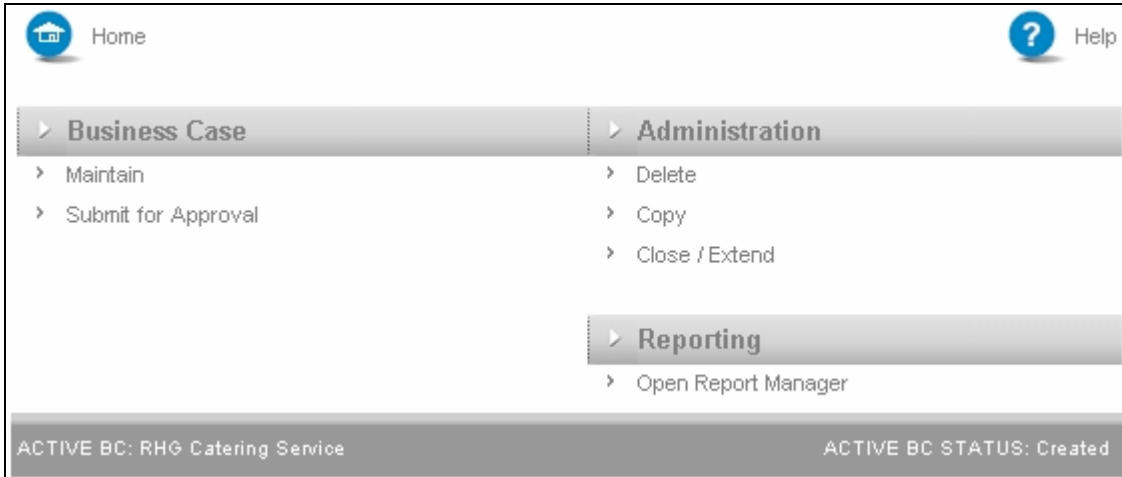 Home
? Help
Business Case
Maintain
Submit for Approval
Administration
Delete
Copy
Close / Extend
Reporting
Open Report Manager
ACTIVE BC: RHG Catering Service
ACTIVE BC STATUS: Created